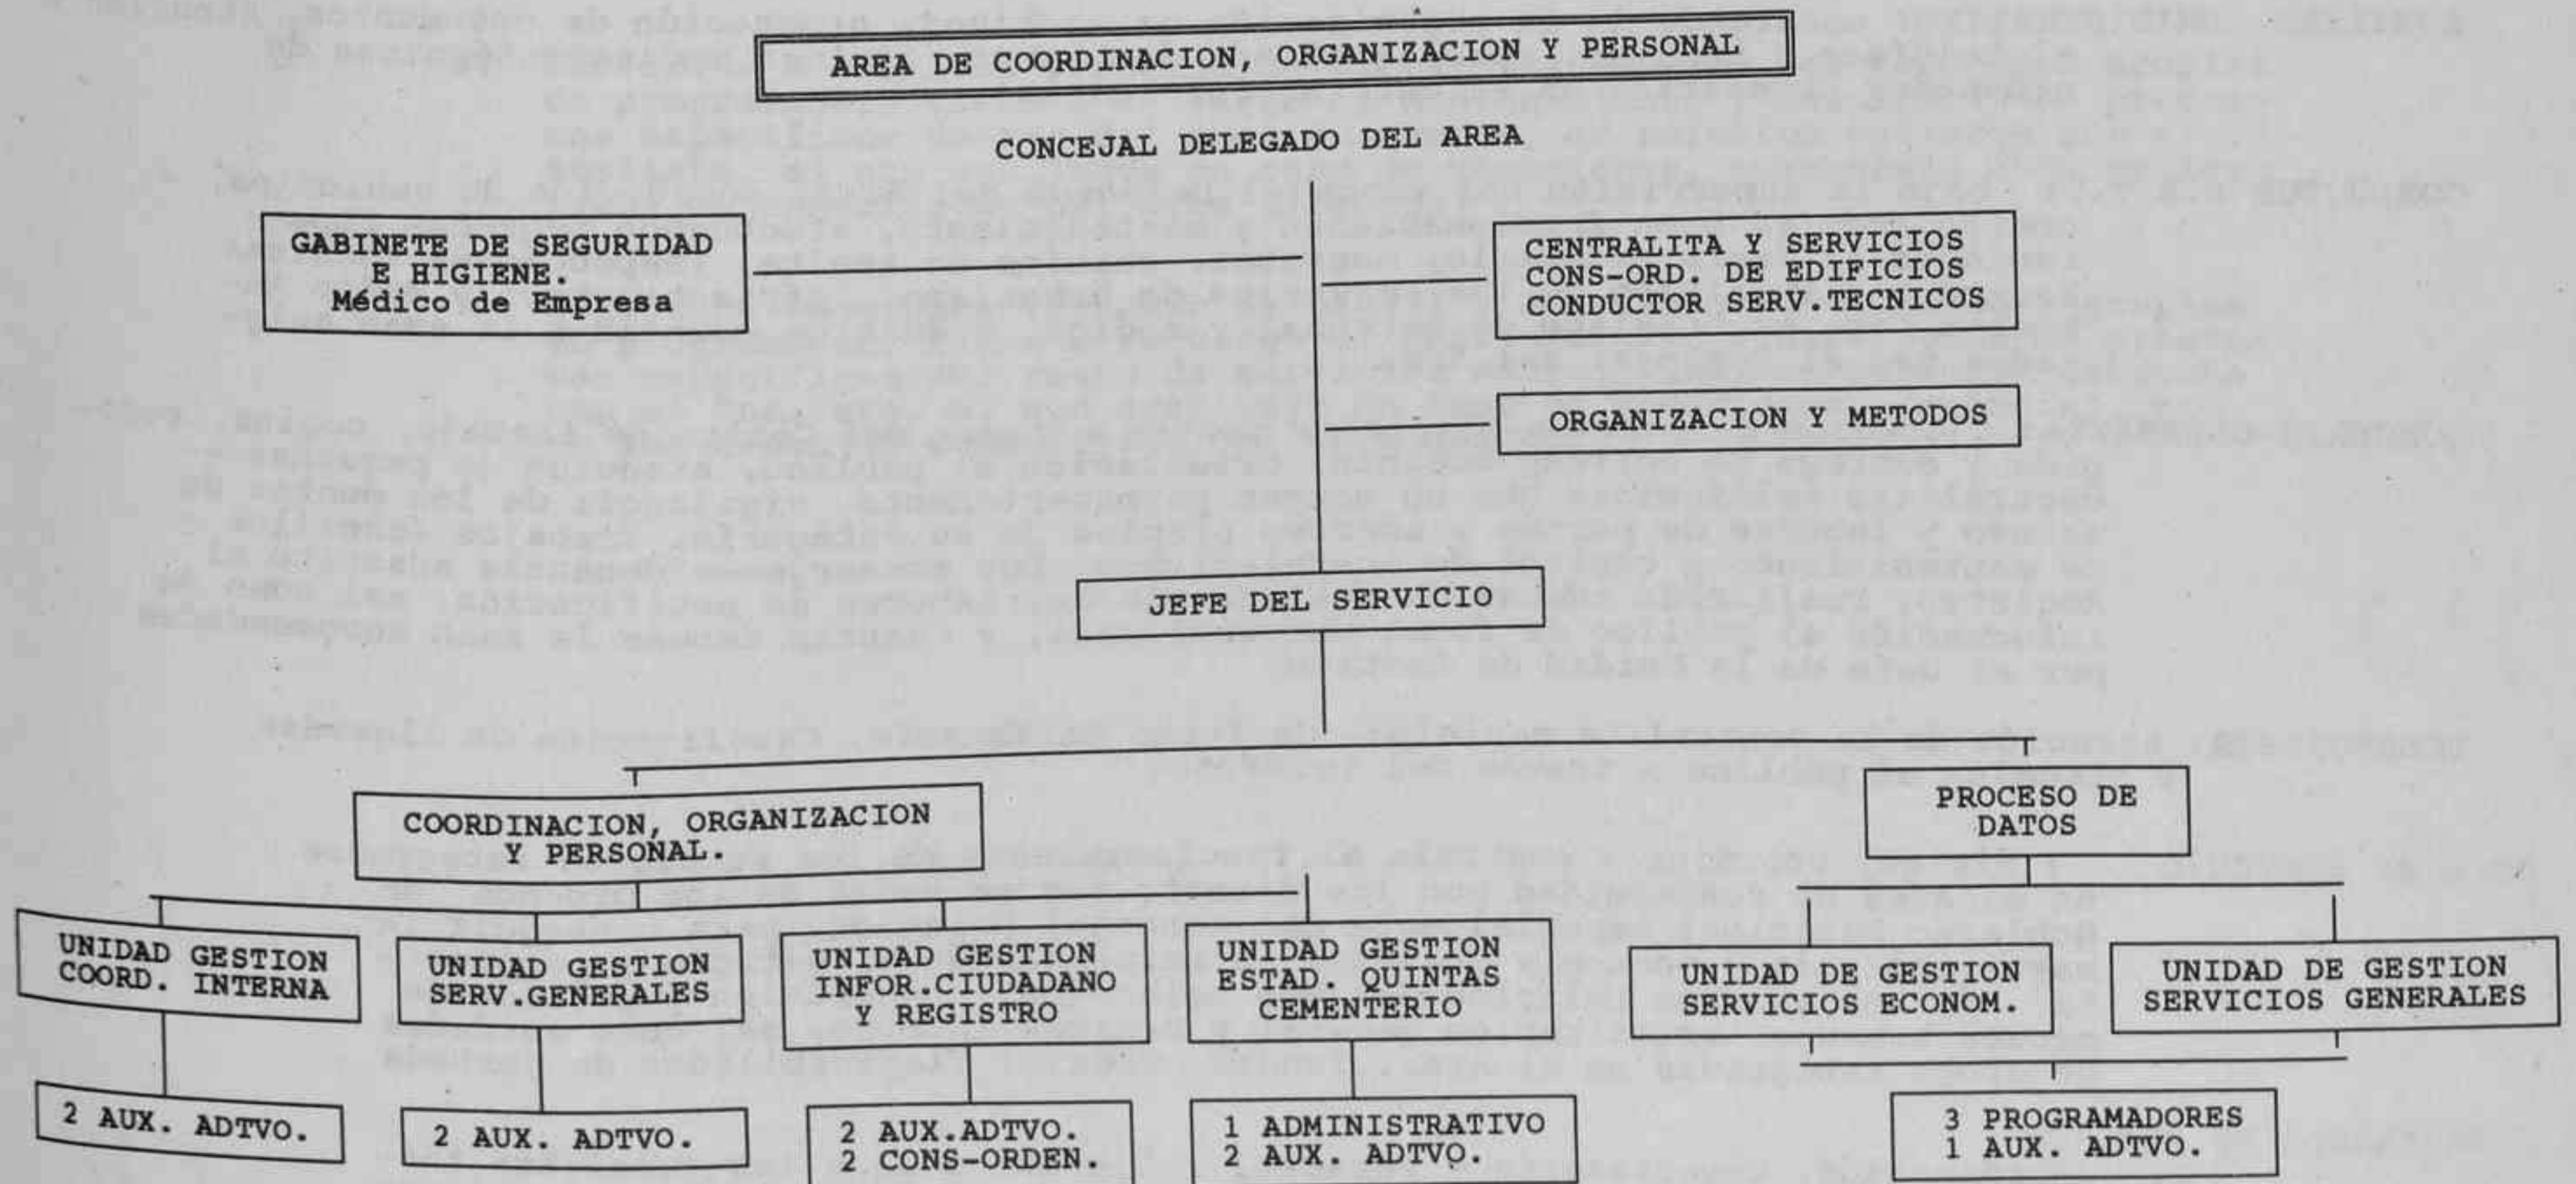 AREA DE COORDINACION, ORGANIZACION Y PERSONAL
CONCEJAL DELEGADO DEL AREA
GABINETE DE SEGURIDAD
E HIGIENE.
Médico de Empresa
CENTRALITA Y SERVICIOS
CONS-ORD. DE EDIFICIOS
CONDUCTOR SERV.TECNICOS
ORGANIZACION Y METODOS
JEFE DEL SERVICIO
COORDINACION, ORGANIZACION
Y PERSONAL.
PROCESO DE
DATOS
UNIDAD GESTION
COORD. INTERNA
UNIDAD GESTION
SERV.GENERALES
UNIDAD GESTION
INFOR.CIUDADANO
Y REGISTRO
UNIDAD GESTION
ESTAD. QUINTAS
CEMENTERIO
UNIDAD DE GESTION
SERVICIOS ECONOM.
UNIDAD DE GESTION
SERVICIOS GENERALES
2 AUX. ADTVO.
2 AUX. ADTVO.
2 AUX.ADTVO.
2 CONS-ORDEN.
1 ADMINISTRATIVO
2 AUX. ADTVO.
3 PROGRAMADORES
1 AUX. ADTVO.